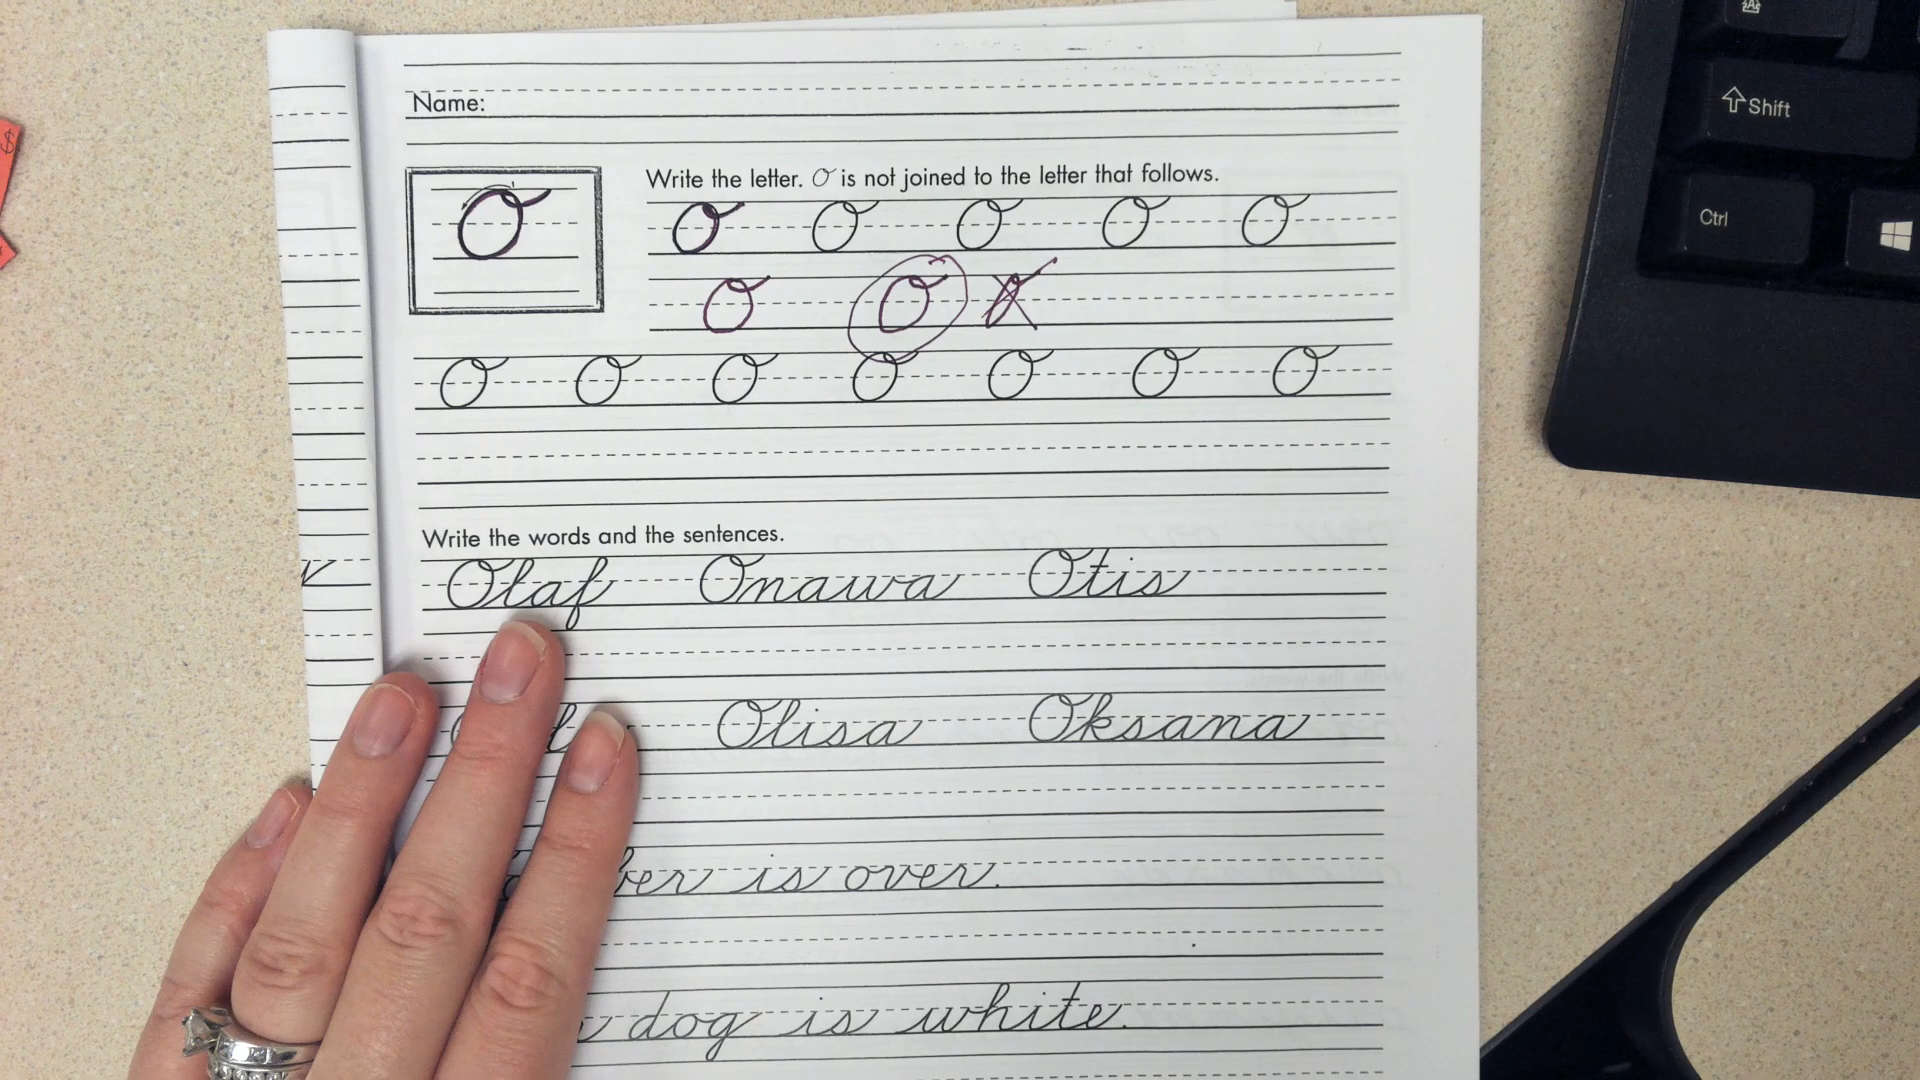 Name:
O
Write the letter. O is not joined to the letter that follows.
O O O O O
O O
O O O O O O O
Write the words and the sentences.
Olaf Onawa Otis
Olisa Oksana
is over.
dog is white.
Shift
Ctrl
$